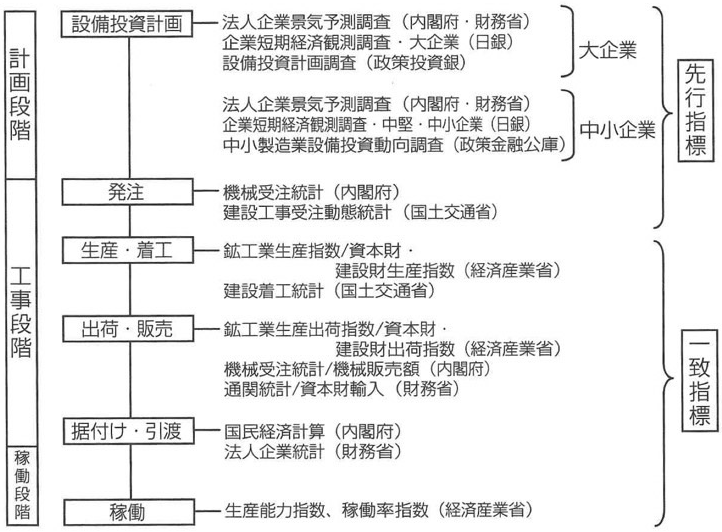 計画段階
設備投資計画
法人企業景気予測調査（内閣府・財務省）
企業短期経済観測調査・大企業（日銀）
設備投資計画調査（政策投資銀）
大企業
法人企業景気予測調査（内閣府・財務省）
企業短期経済観測調査・中堅・中小企業（日銀）
中小製造業設備投資動向調査（政策金融公庫）
中小企業
先行指標
工事段階
発注
機械受注統計（内閣府）
建設工事受注動態統計（国土交通省）
生産・着工
鉱工業生産指数/資本財・
建設財生産指数（経済産業省）
建設着工統計（国土交通省）
出荷・販売
鉱工業生産出荷指数/資本財・
建設財出荷指数（経済産業省）
機械受注統計/機械販売額（内閣府）
通関統計/資本財輸入（財務省）
据付け・引渡
国民経済計算（内閣府）
法人企業統計（財務省）
稼働段階
稼働
生産能力指数、稼働率指数（経済産業省）
一致指標